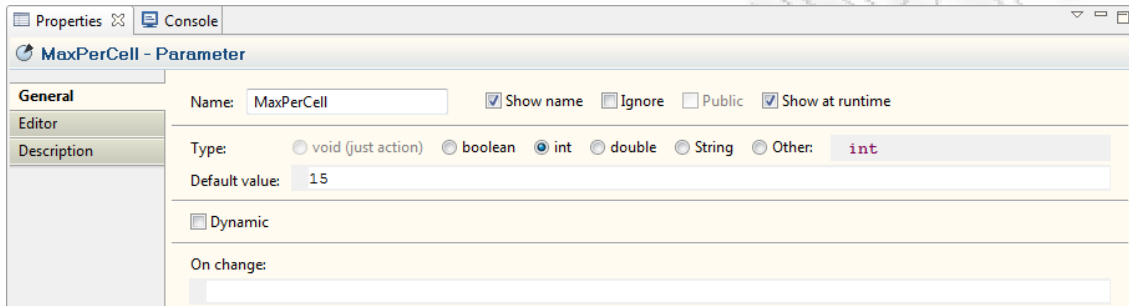 Properties Console
MaxPerCell - Parameter
General
Editor
Description
Name: MaxPerCell Show name Ignore Public Show at runtime
Type: void (just action) boolean int double String Other: int
Default value: 15
Dynamic
On change: